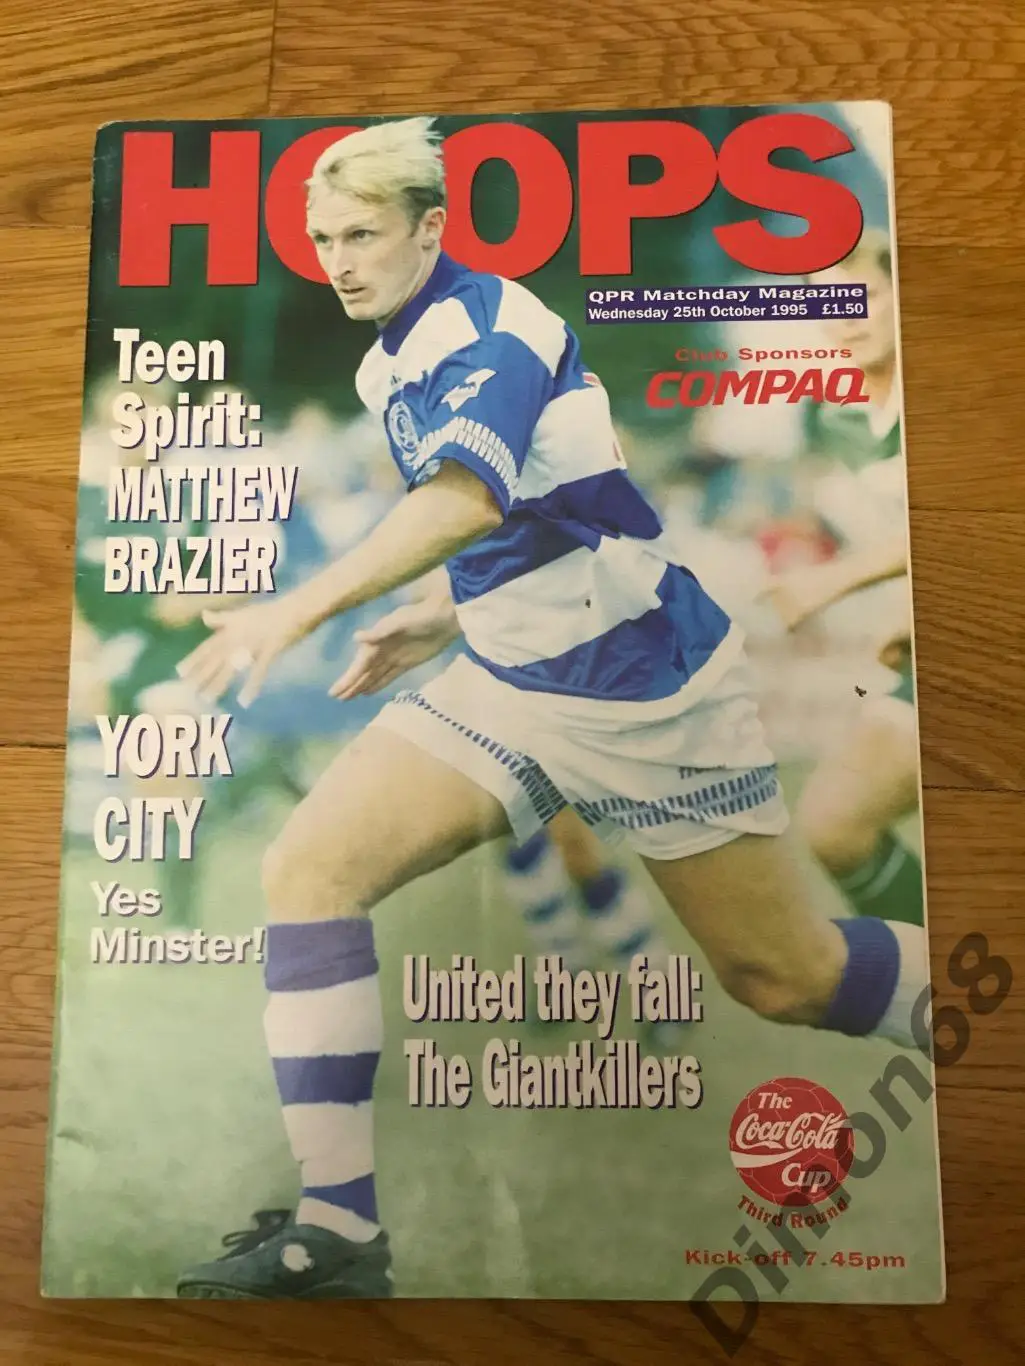 HOOPS
QPR Matchday Magazine
Wednesday 25th October 1995 £1.50
Club Sponsors
COMPAQ
Teen
Spirit:
MATTHEW
BRAZIER
YORK
CITY
Yes
Minster!
United they fall:
The Giantkillers
The
Coca-Cola
Cup
Third Round
Kick-off 7.45pm
Dimon68